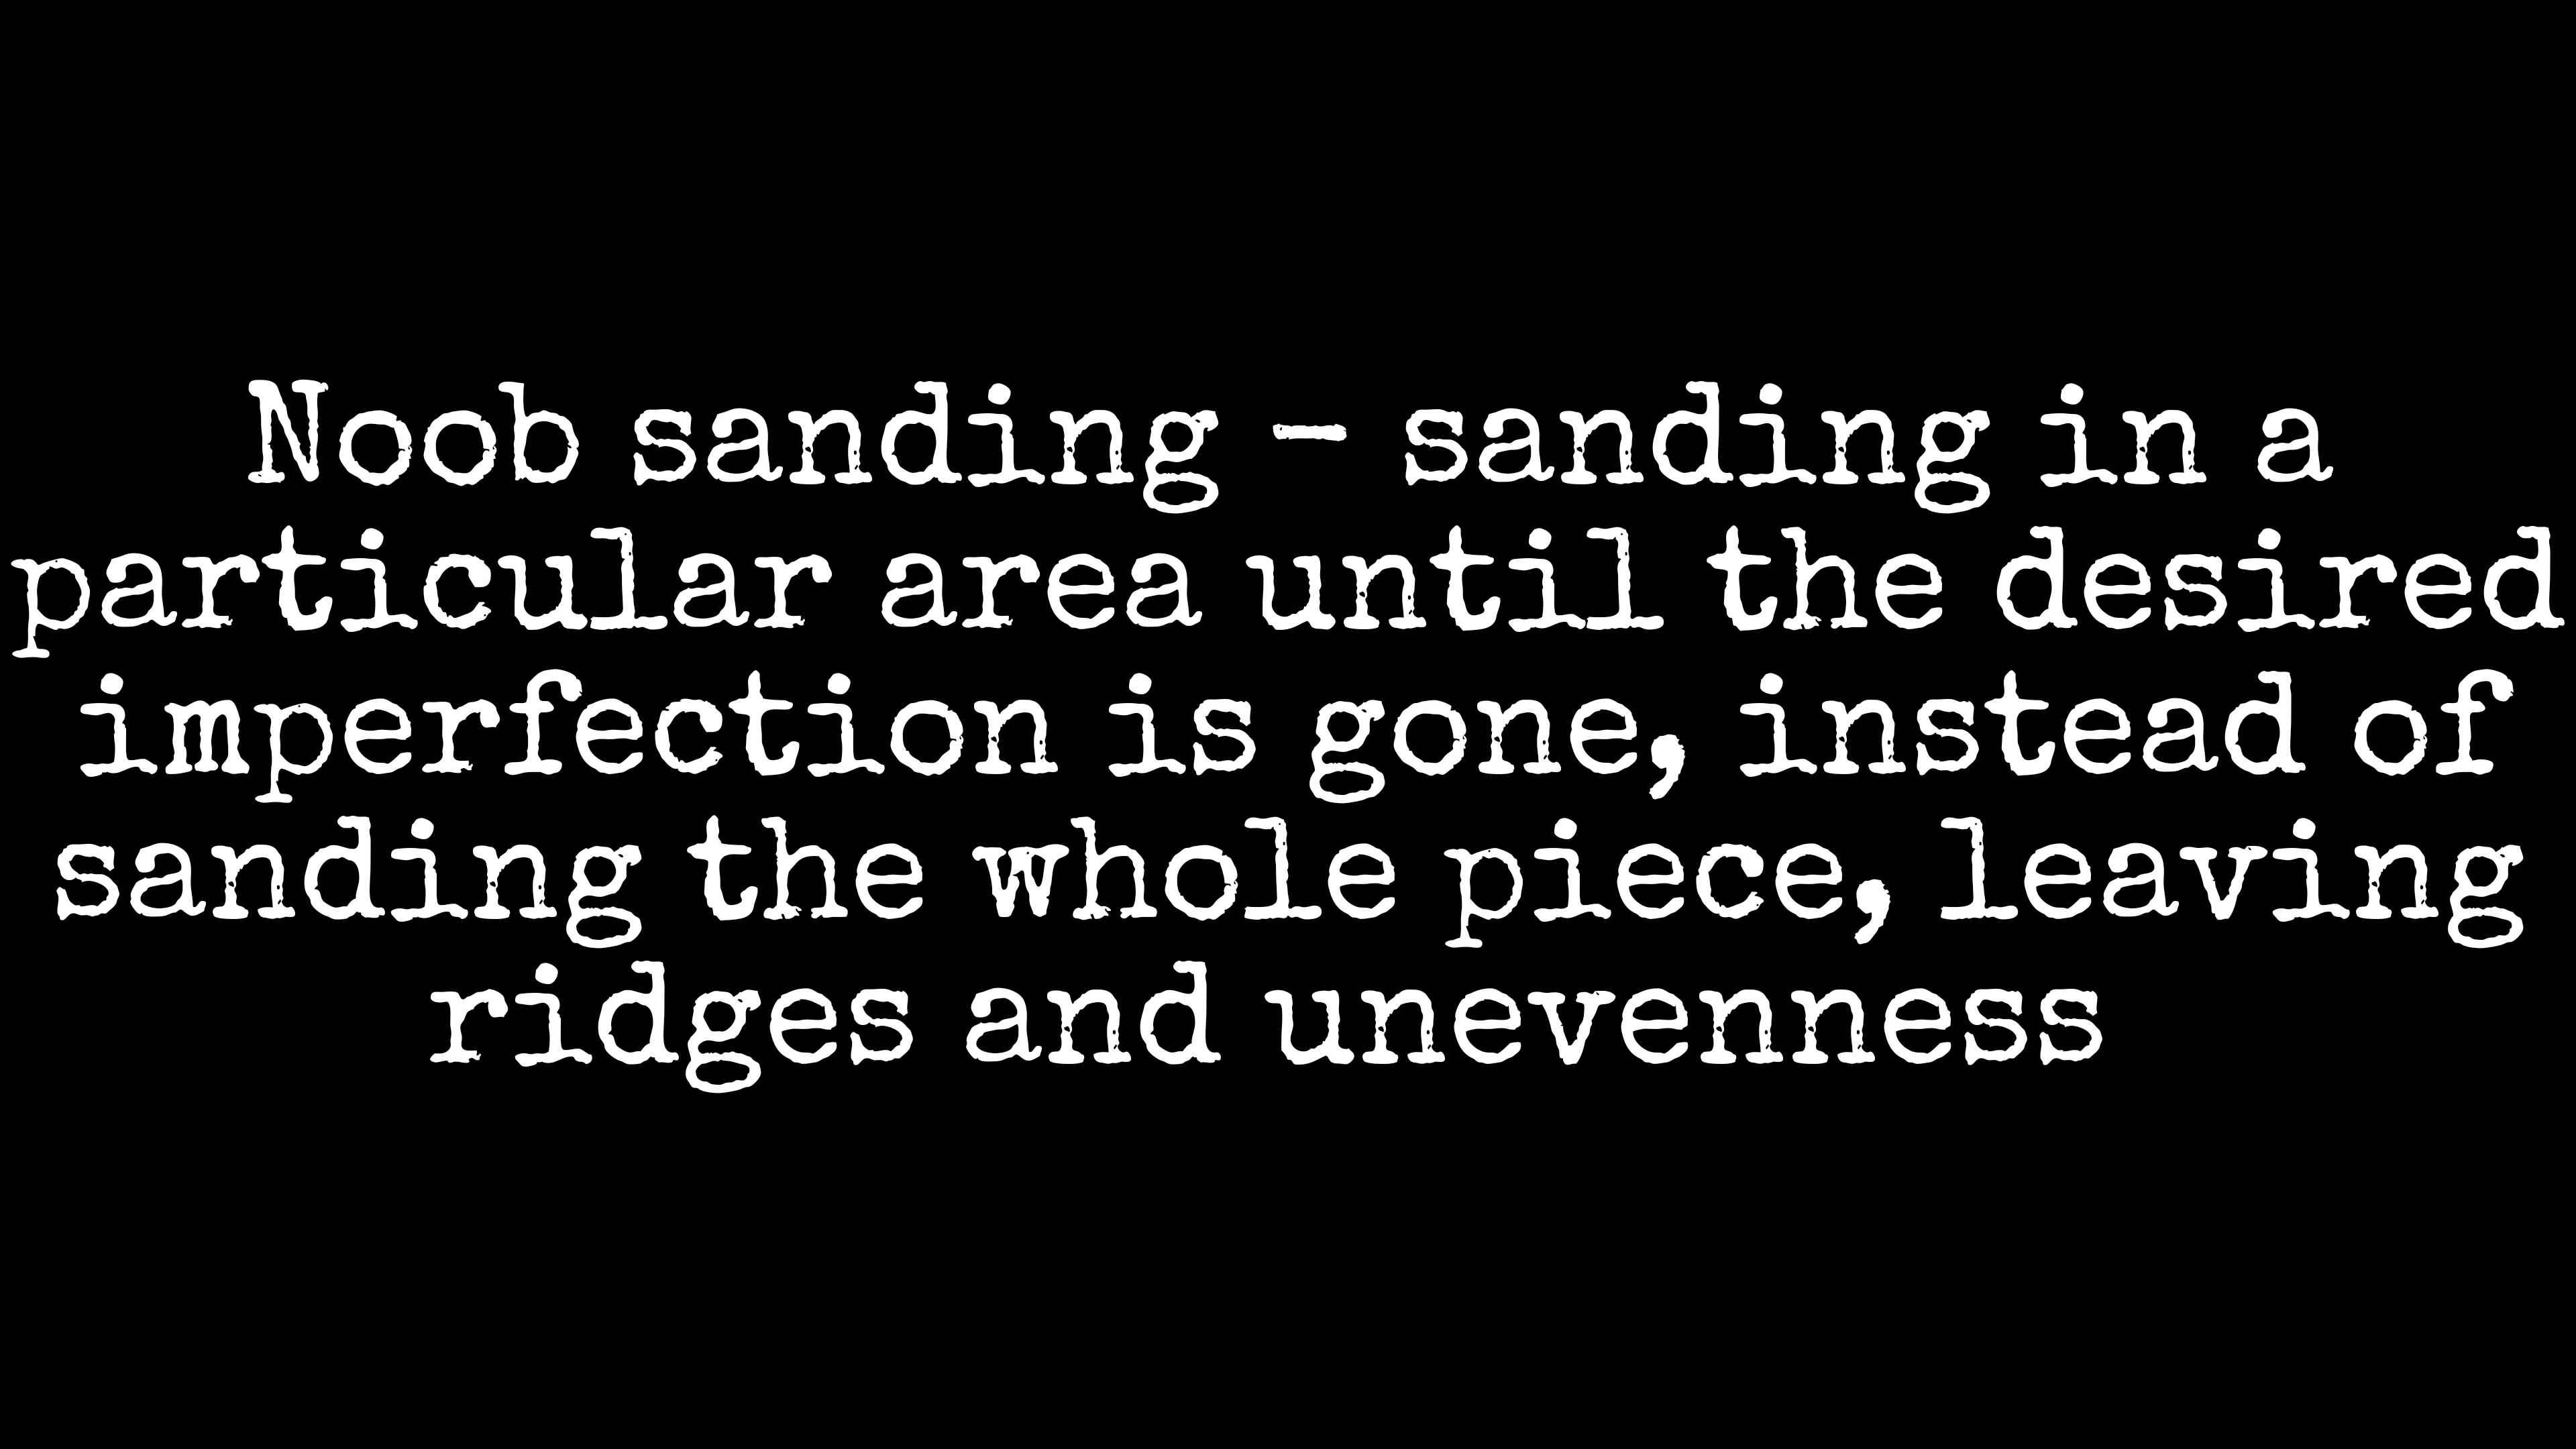 Noob sanding - sanding in a
particular area until the desired
imperfection is gone, instead of
sanding the whole piece, leaving
ridges and unevenness